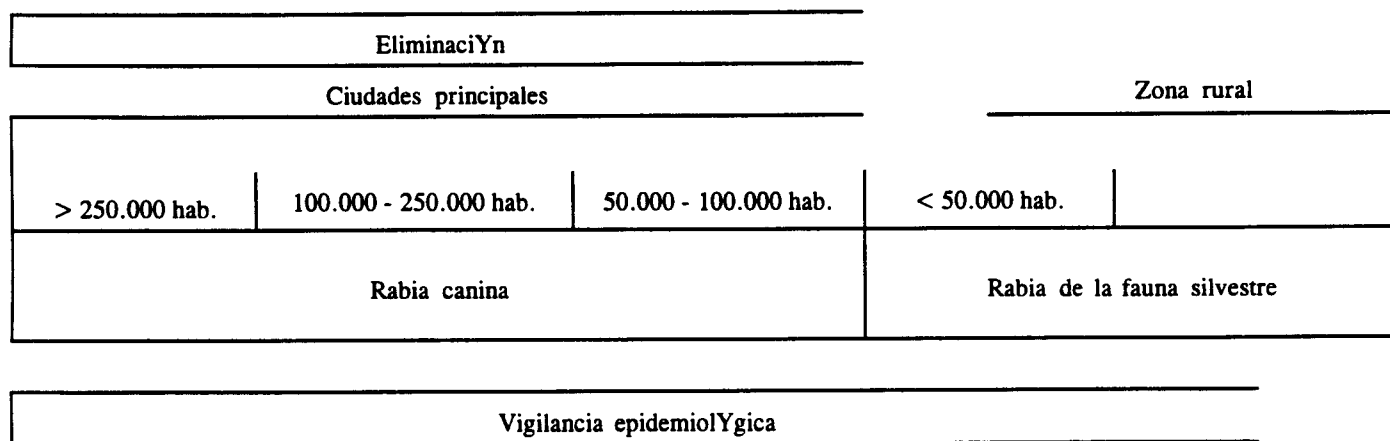 EliminaciYn
Ciudades principales
Zona rural
> 250.000 hab. 100.000 - 250.000 hab. 50.000 - 100.000 hab. < 50.000 hab.
Rabia canina Rabia de la fauna silvestre
Vigilancia epidemiolYgica